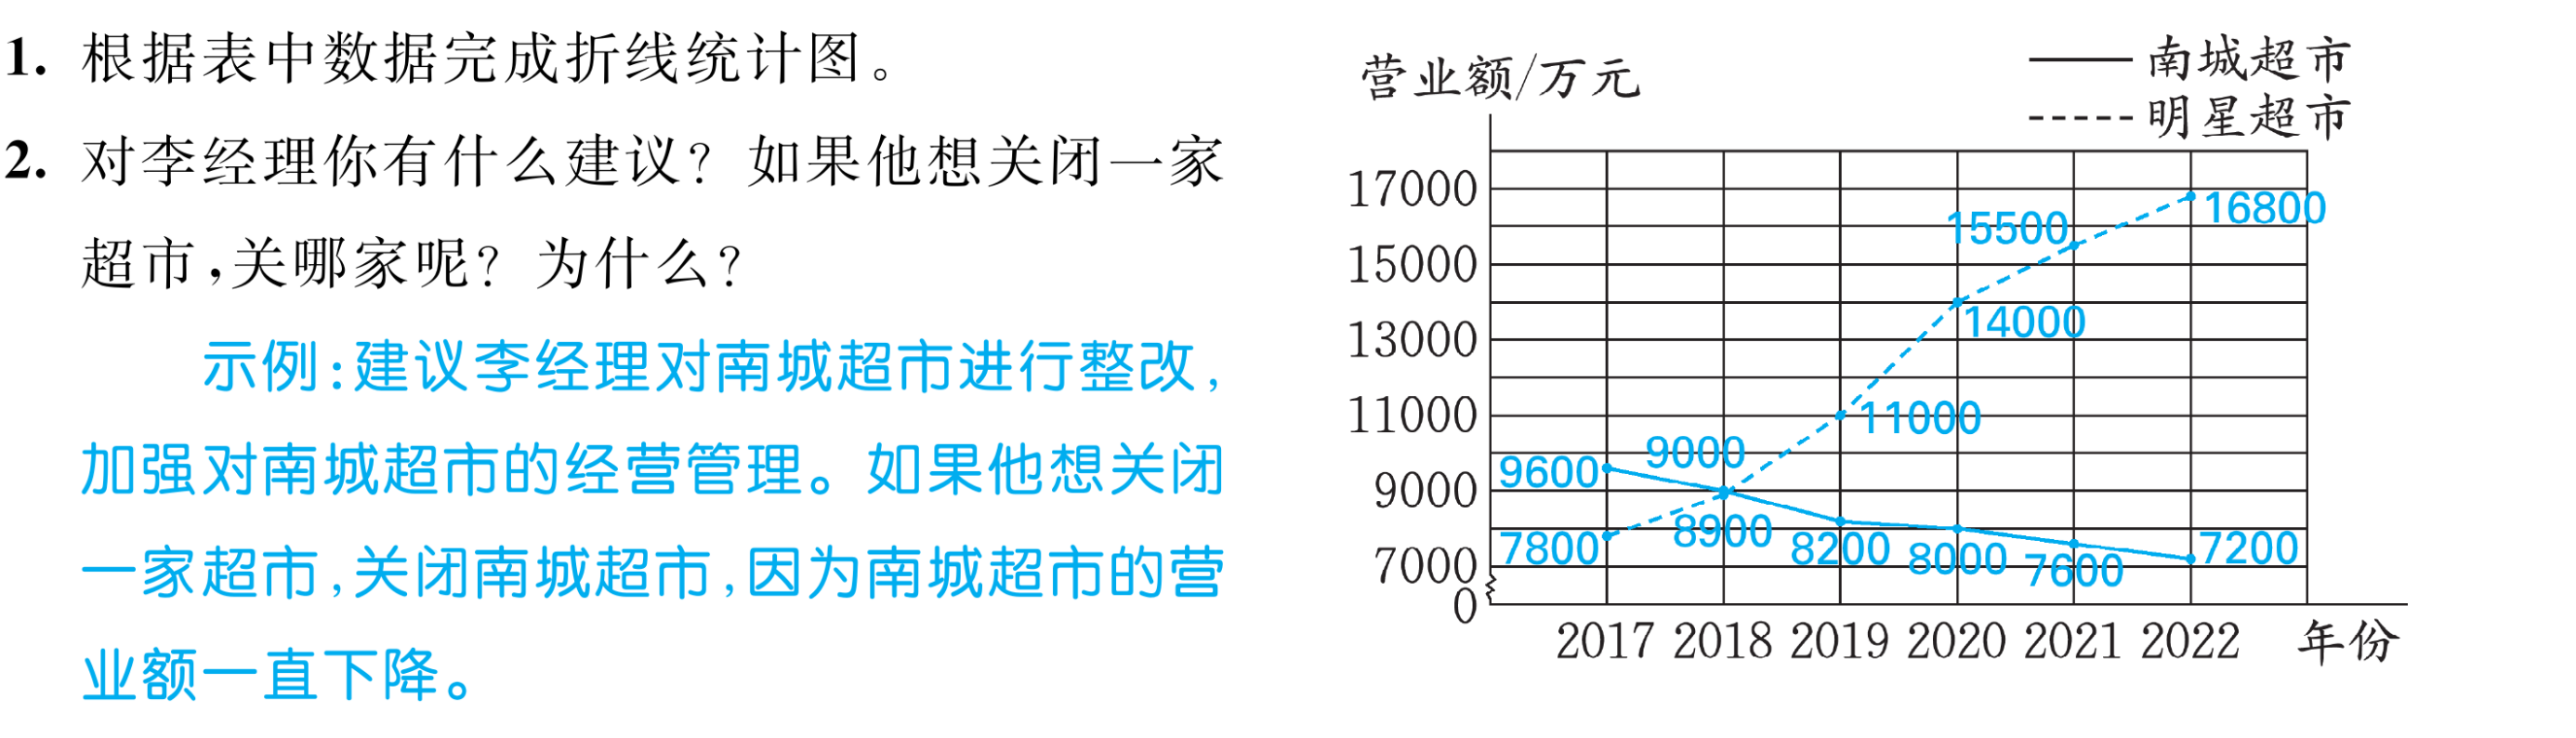 1. 根据表中数据完成折线统计图。
2. 对李经理你有什么建议？如果他想关闭一家
超市,关哪家呢？为什么？
示例:建议李经理对南城超市进行整改,
加强对南城超市的经营管理。如果他想关闭
一家超市,关闭南城超市,因为南城超市的营
业额一直下降。
营业额/万元
南城超市
明星超市
17000
16800
15500
15000
14000
13000
11000
11000
9000
9600
9000
8900
7800
8200
8000
7600
7200
7000
0
2017 2018 2019 2020 2021 2022 年份